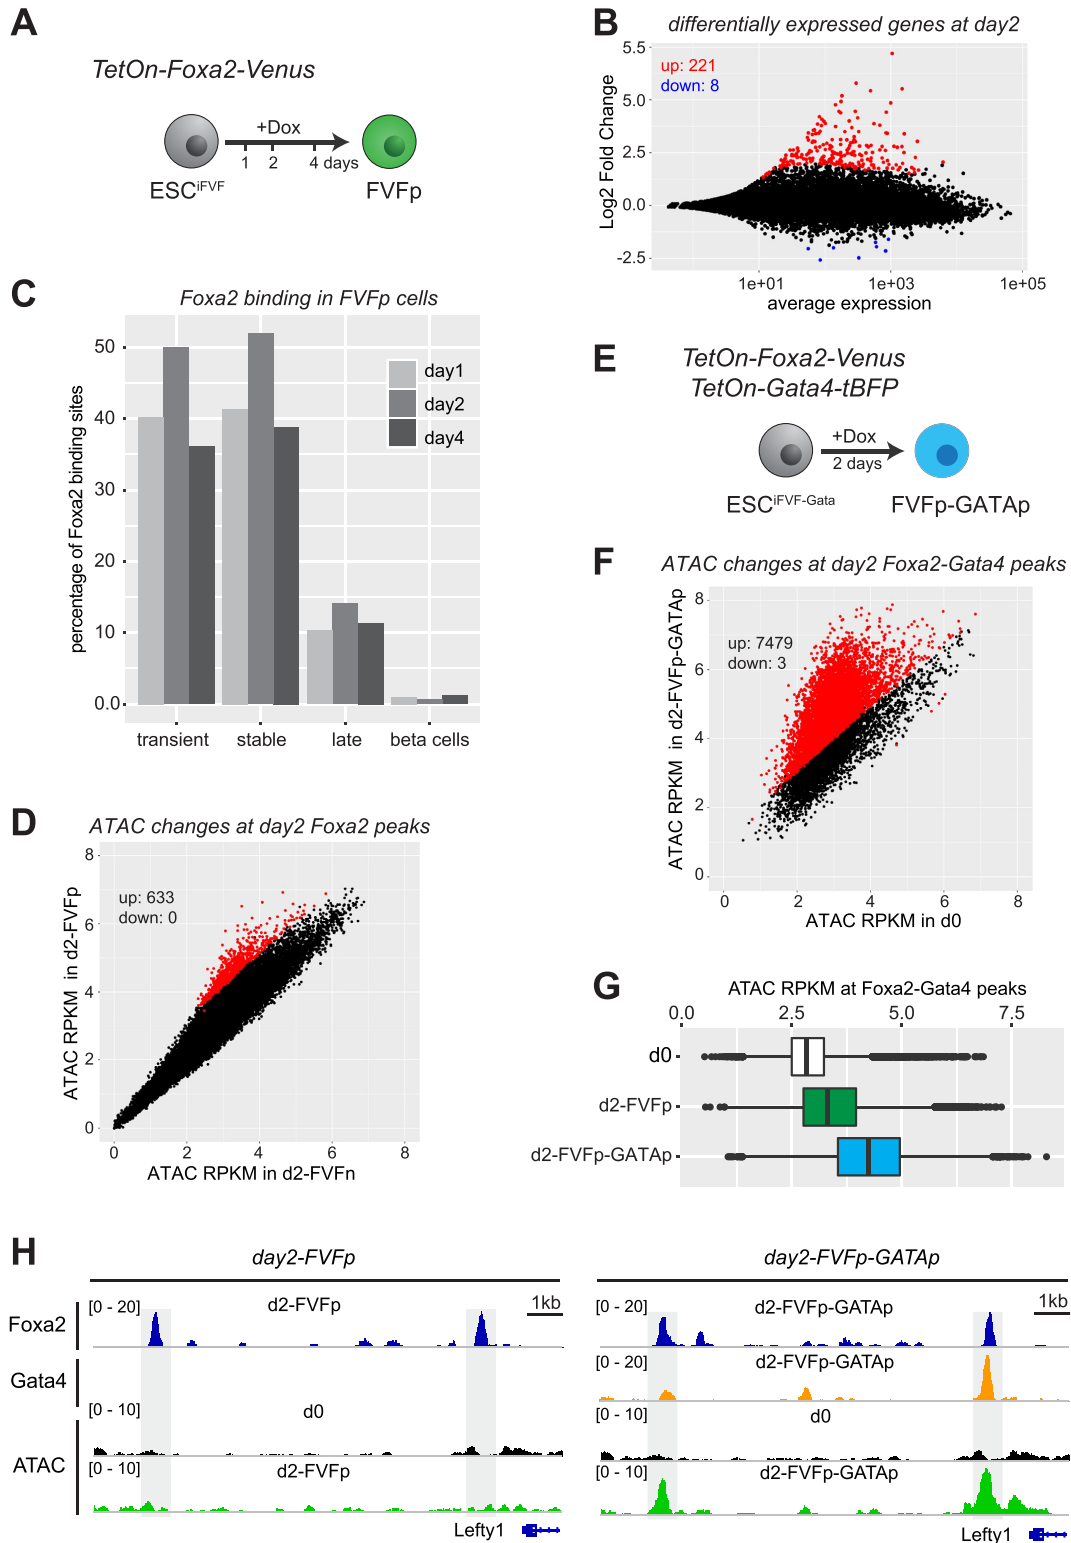 A
TetOn-Foxa2-Venus
+Dox
1 2 4 days
ESCiFVF
FVFp
B
differentially expressed genes at day2
up: 221
down: 8
Log2 Fold Change
5.5
5.0
2.5
0.0
-2.5
1e+01 1e+03 1e+05
average expression
C
Foxa2 binding in FVFp cells
percentage of Foxa2 binding sites
50
40
30
20
10
0.0
day1
day2
day4
transient stable late beta cells
D
ATAC changes at day2 Foxa2 peaks
up: 633
down: 0
ATAC RPKM in d2-FVFp
8
6
4
2
0
0 2 4 6 8
ATAC RPKM in d2-FVFn
E
TetOn-Foxa2-Venus
TetOn-Gata4-tBFP
+Dox
2 days
ESCiFVF-Gata
FVFp-GATAp
F
ATAC changes at day2 Foxa2-Gata4 peaks
up: 7479
down: 3
ATAC RPKM in d2-FVFp-GATAp
8
6
4
2
0
0 2 4 6 8
ATAC RPKM in d0
G
ATAC RPKM at Foxa2-Gata4 peaks
0.0 2.5 5.0 7.5
d0
d2-FVFp
d2-FVFp-GATAp
H
day2-FVFp
Foxa2
Gata4
ATAC
[0 - 20]
d2-FVFp
1kb
[0 - 10]
d0
[0 - 10]
d2-FVFp
Lefty1
day2-FVFp-GATAp
[0 - 20]
d2-FVFp-GATAp
1kb
[0 - 20]
d2-FVFp-GATAp
[0 - 10]
d0
[0 - 10]
d2-FVFp-GATAp
Lefty1